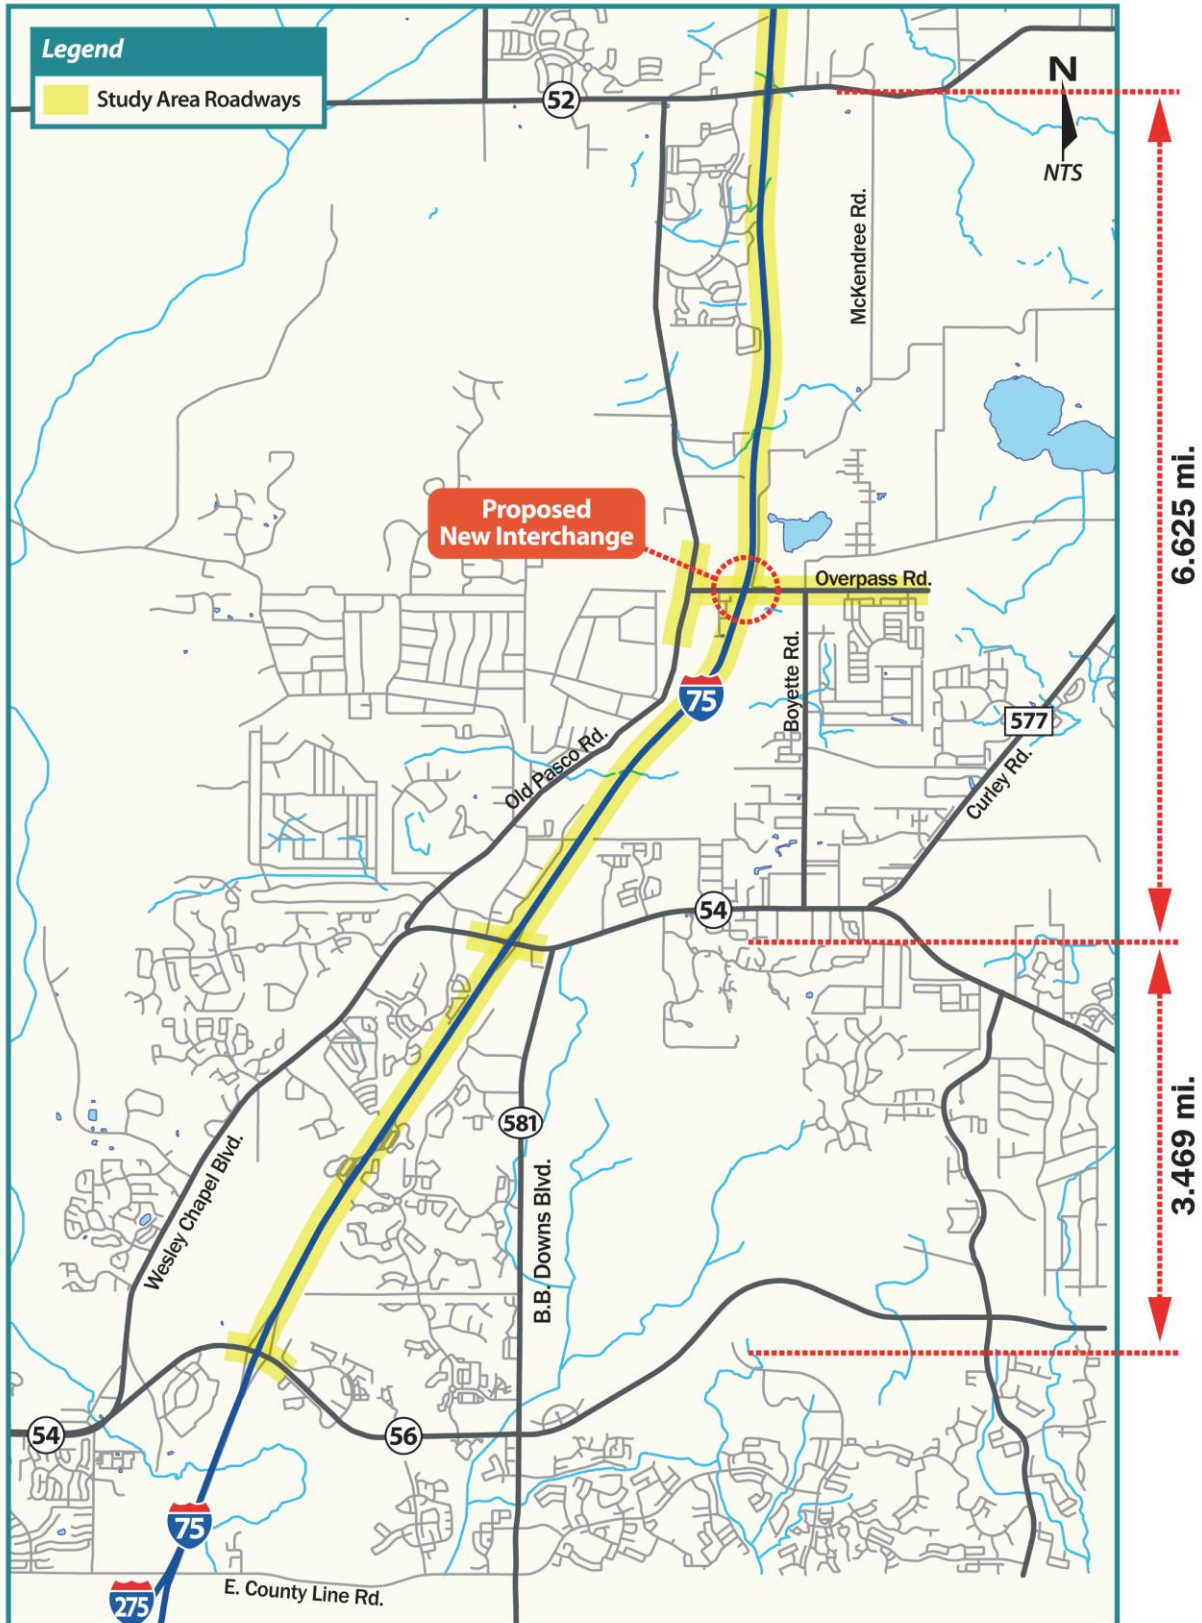 Legend
Study Area Roadways
52
N
NTS
McKendree Rd.
6.625 mi.
Proposed
New Interchange
Overpass Rd.
Boyette Rd.
75
577
Old Pasco Rd.
Curley Rd.
54
3.469 mi.
581
Wesley Chapel Blvd.
B.B. Downs Blvd.
54
56
75
E. County Line Rd.
275